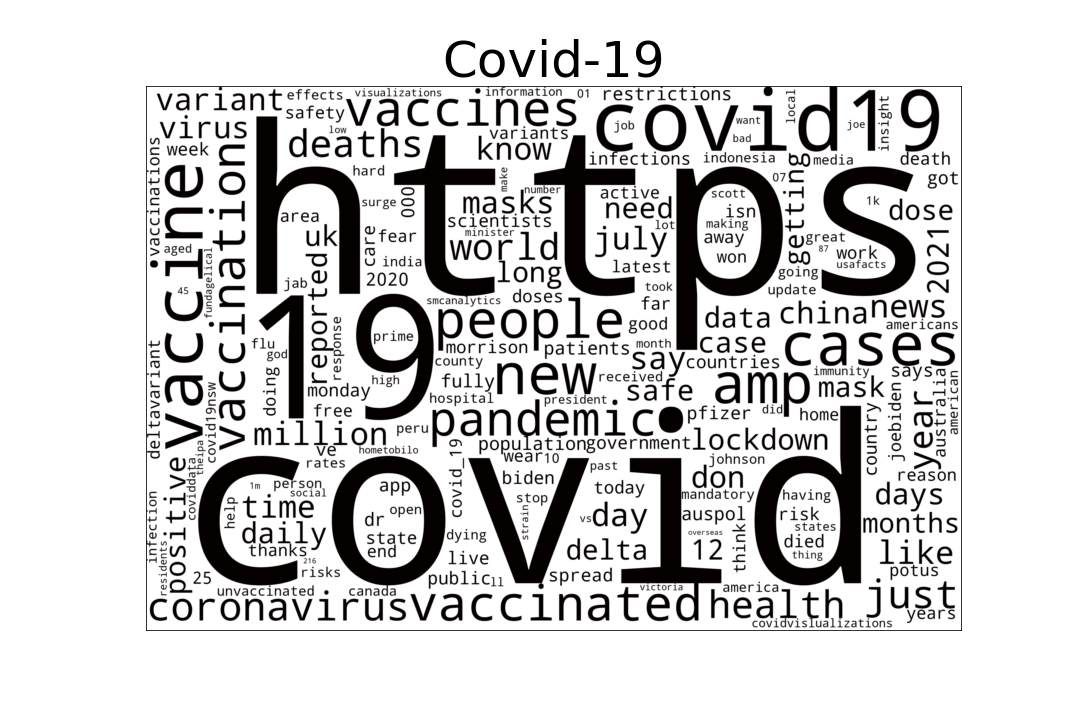 Covid-19
variant
effects
visualizations
information
01
restrictions
local
covid19
joe
insight
safety
vaccines
virus
low
deaths
variants
know
job
want
bad
week
infections
indonesia
media
death
vaccinations
vaccine
vaccinations
https
hard
make
number
active
scott
07
getting
got
surge
000
masks
need
isn
1k
dose
area
scientists
lot
making
uk
care
fear
minister
world
july
away
great
87
work
aged
india
won
usafacts
2021
fundagelical
long
latest
going
jab
2020
took
update
45
smcanalytics
doses
far
reported
19
people
good
data
china
news
americans
response
prime
flu
god
morrison
patients
month
say
case
countries
cases
deltavariant
county
doing
high
fully
new
received
safe
amp
immunity
mask
says
covid19nsw
monday
hospital
president
free
peru
pandemic
pfizer
did
home
country
joebiden
year
australia
american
million
ve
hometobilo
population
government
lockdown
theipa
rates
covid_19
wear
10
johnson
positive
coviddata
past
biden
don
reason
1m
person
social
app
covid
stop
today
mandatory
having
days
infection
help
time
open
strain
vs
day
auspol
risk
states
months
daily
dr
state
dying
overseas
think
died
thing
thanks
end
live
delta
12
like
residents
216
25
risks
public
11
spread
potus
unvaccinated
canada
victoria
america
just
coronavirus
vaccinated
health
years
covidvislualizations